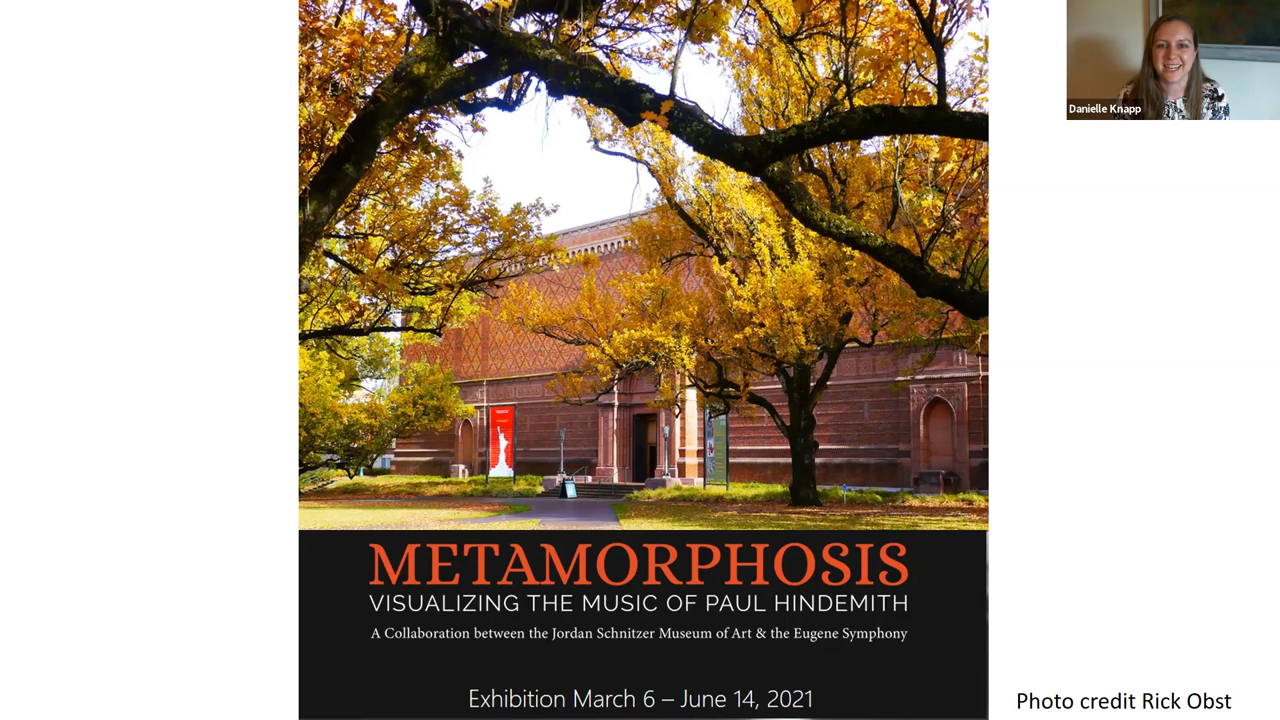 Danielle Knapp
METAMORPHOSIS
VISUALIZING THE MUSIC OF PAUL HINDEMITH
A Collaboration between the Jordan Schnitzer Museum of Art & the Eugene Symphony
Exhibition March 6 – June 14, 2021
Photo credit Rick Obst